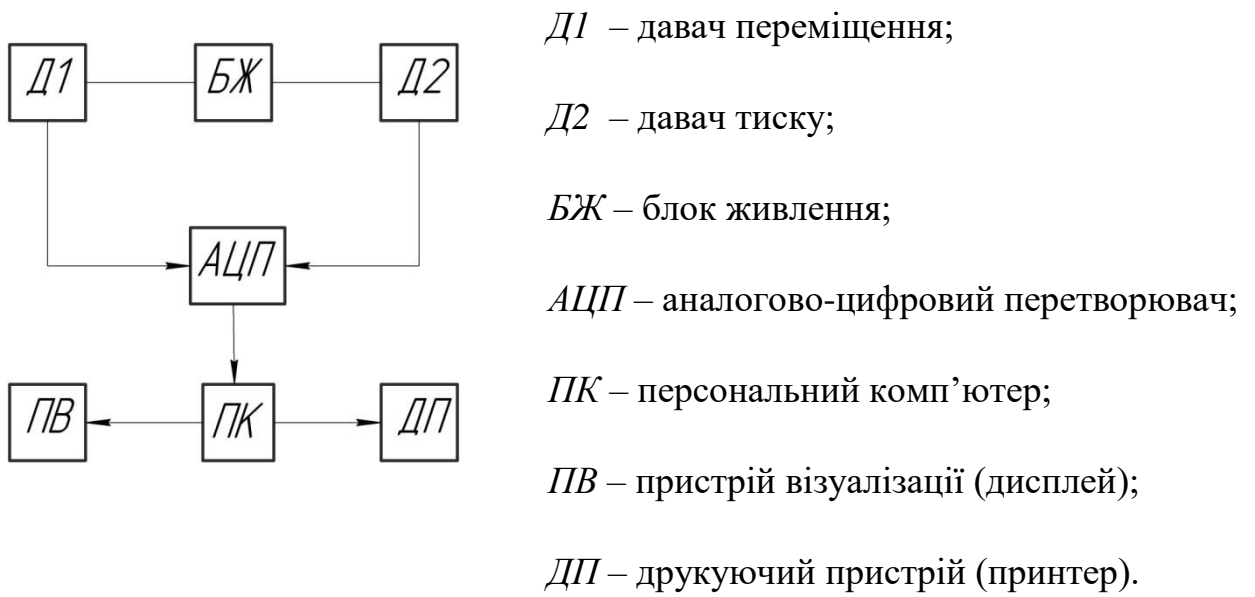 Д1 БЖ Д2
АЦП
ПВ ПК ДП
Д1 – давач переміщення;
Д2 – давач тиску;
БЖ – блок живлення;
АЦП – аналогово-цифровий перетворювач;
ПК – персональний комп’ютер;
ПВ – пристрій візуалізації (дисплей);
ДП – друкуючий пристрій (принтер).